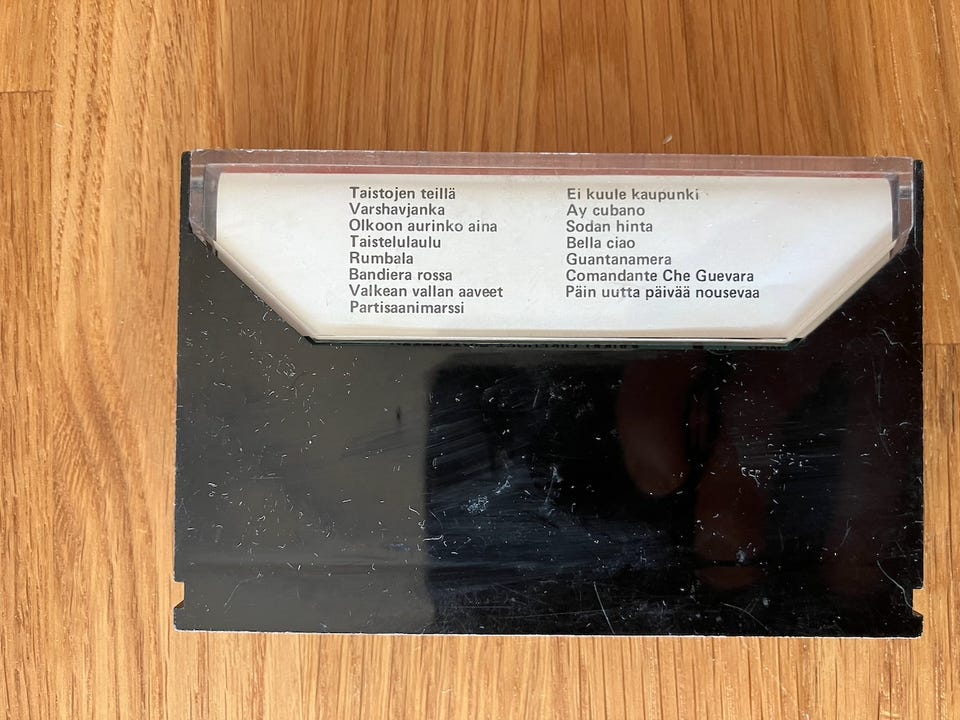 Taistojen teillä
Varshavjanka
Olkoon aurinko aina
Taistelulaulu
Rumbala
Bandiera rossa
Valkean vallan aaveet
Partisaanimarssi
Ei kuule kaupunki
Ay cubano
Sodan hinta
Bella ciao
Guantanamera
Comandante Che Guevara
Päin uutta päivää nousevaa